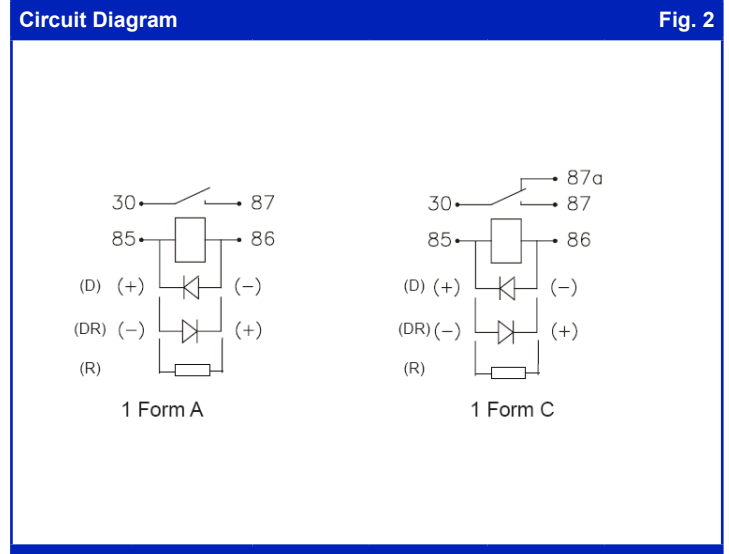 Circuit Diagram Fig. 2
30 87
85 86
(D) (+) (−)
(DR) (−) (+)
(R)
1 Form A
87a
30 87
85 86
(D) (+) (−)
(DR) (−) (+)
(R)
1 Form C